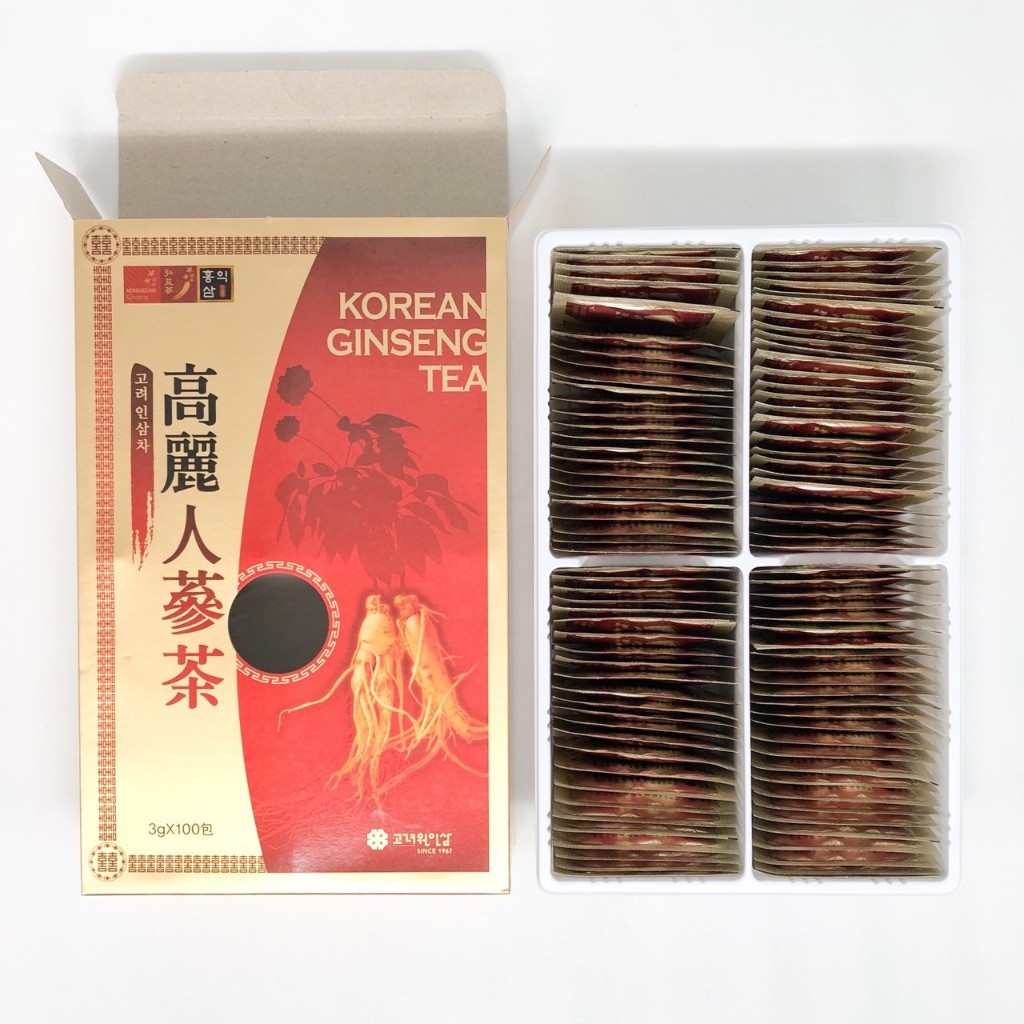 홍익
삼
KOREAN
GINSENG
TEA
고려인삼차
高麗人蔘茶
3gX100包
고려원인삼
SINCE 1967